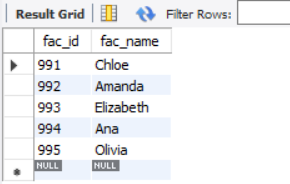 Result Grid Filter Rows:
fac_id fac_name
991 Chloe
992 Amanda
993 Elizabeth
994 Ana
995 Olivia
NULL NULL